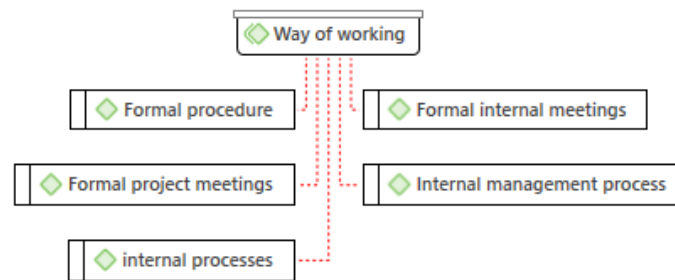 Way of working
Formal procedure
Formal internal meetings
Formal project meetings
Internal management process
internal processes